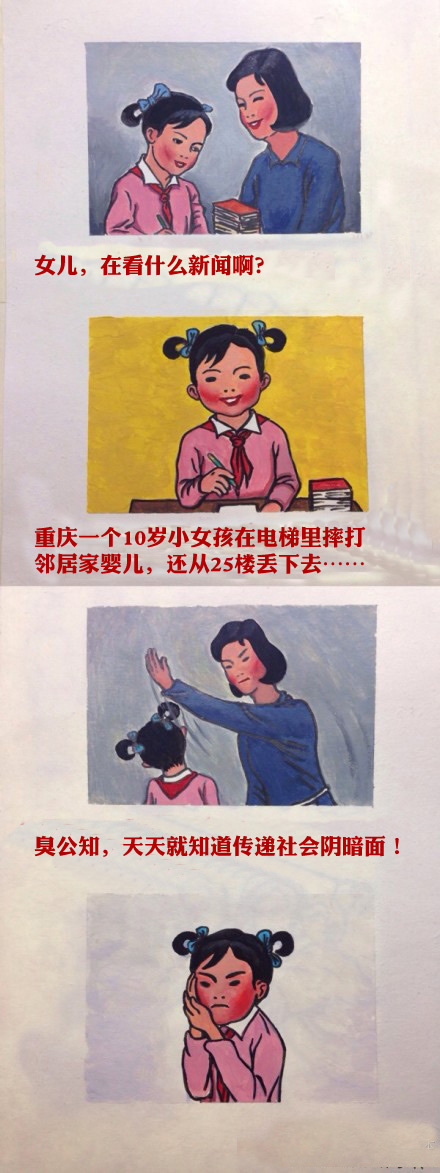 女儿，在看什么新闻啊?
重庆一个10岁小女孩在电梯里摔打
邻居家婴儿，还从25楼丢下去……
臭公知，天天就知道传递社会阴暗面！